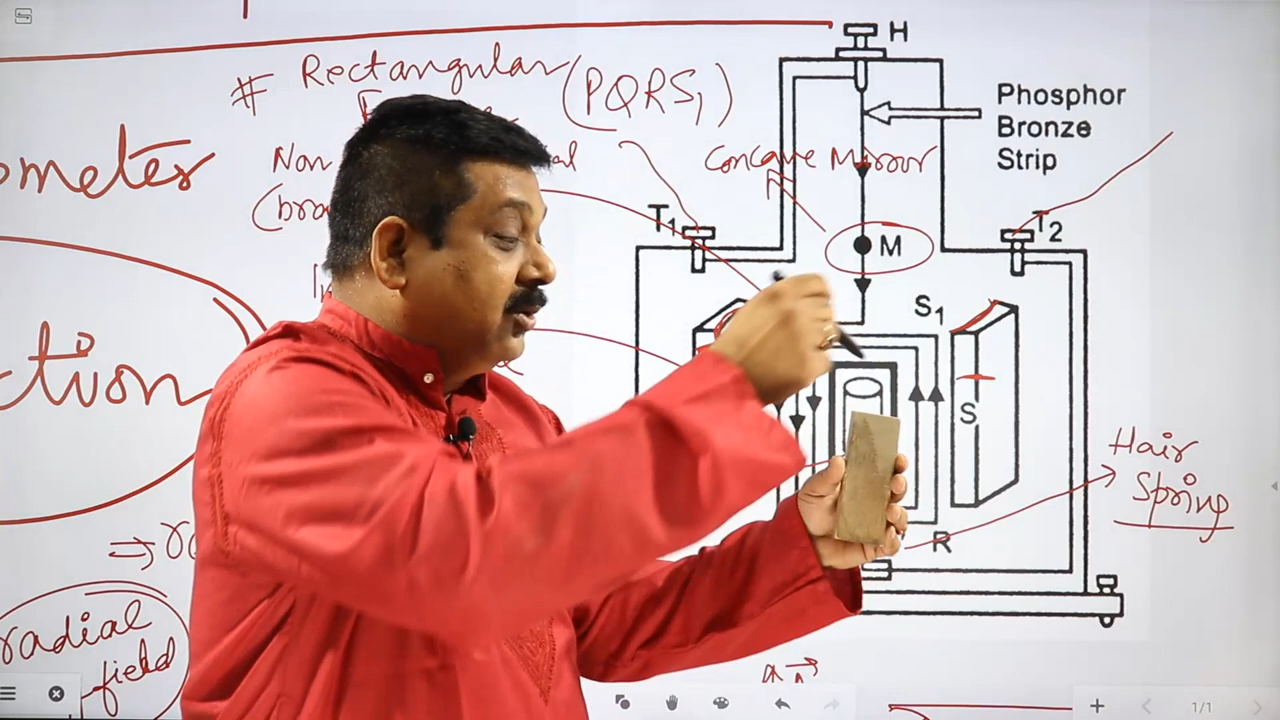 H
# Rectangular (PQRS₁)
Phosphor
Bronze
Strip
Non
Concave Mirror
ometer
(bra
T₁
M
T₂
S₁
S
ction
Hair
Spring
R
radial
field
1/1